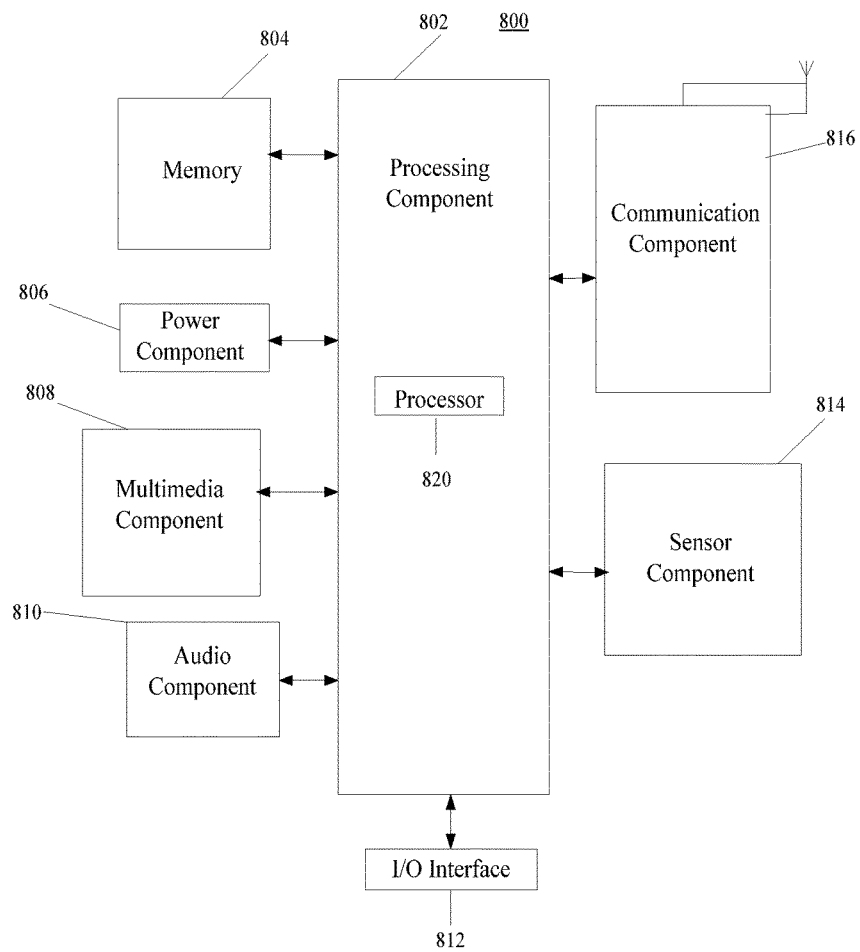 802
800
804
Memory
Processing
Component
816
Communication
Component
806
Power
Component
808
Processor
820
814
Multimedia
Component
Sensor
Component
810
Audio
Component
I/O Interface
812